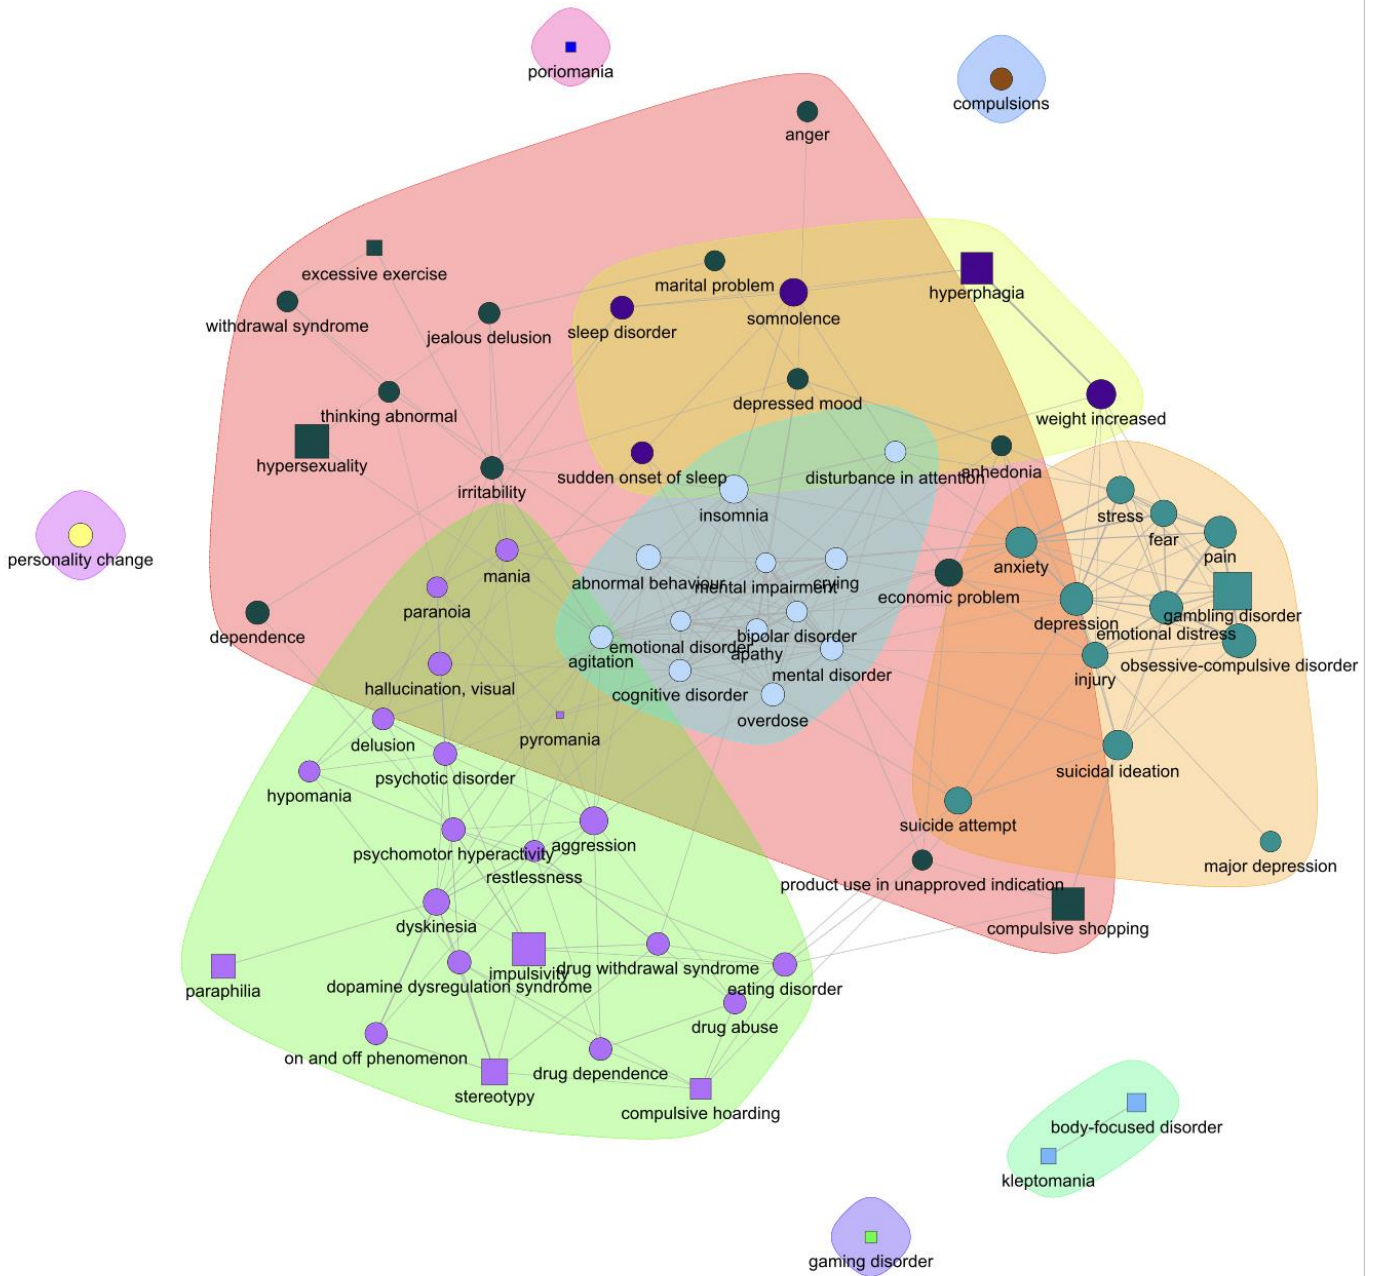 poriomania
compulsions
anger
excessive exercise
marital problem
hyperphagia
withdrawal syndrome
jealous delusion
sleep disorder
somnolence
thinking abnormal
depressed mood
weight increased
hypersexuality
irritability
sudden onset of sleep
disturbance in attention
anhedonia
insomnia
stress
fear
pain
personality change
mania
abnormal behaviour
mental impairment
crying
anxiety
paranoia
economic problem
gambling disorder
dependence
depression
emotional distress
bipolar disorder
emotional disorder
apathy
agitation
obsessive-compulsive disorder
mental disorder
injury
hallucination, visual
cognitive disorder
overdose
delusion
pyromania
psychotic disorder
suicidal ideation
hypomania
suicide attempt
psychomotor hyperactivity
aggression
restlessness
major depression
product use in unapproved indication
dyskinesia
compulsive shopping
impulsivity
drug withdrawal syndrome
paraphilia
dopamine dysregulation syndrome
eating disorder
drug abuse
on and off phenomenon
drug dependence
stereotypy
compulsive hoarding
body-focused disorder
kleptomania
gaming disorder